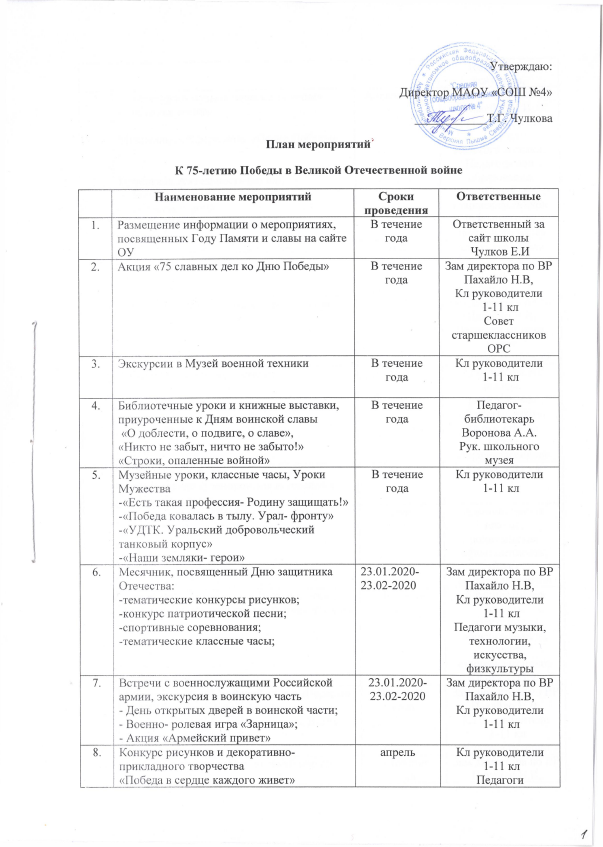 Утверждаю:
Директор МАОУ «СОШ №4»
Т.Г. Чулкова
План мероприятий
К 75-летию Победы в Великой Отечественной войне
Наименование мероприятий
Сроки
проведения
Ответственные
1.
Размещение информации о мероприятиях,
посвященных Году Памяти и славы на сайте
ОУ
В течение
года
Ответственный за
сайт школы
Чулков Е.И
2.
Акция «75 славных дел ко Дню Победы»
В течение
года
Зам директора по ВР
Пахайло Н.В,
Кл руководители
1-11 кл
Совет
старшеклассников
ОРС
3.
Экскурсии в Музей военной техники
В течение
года
Кл руководители
1-11 кл
4.
Библиотечные уроки и книжные выставки,
приуроченные к Дням воинской славы
«О доблести, о подвиге, о славе»,
«Никто не забыт, ничто не забыто!»
«Строки, опаленные войной»
В течение
года
Педагог-
библиотекарь
Воронова А.А.
Рук. школьного
музея
5.
Музейные уроки, классные часы, Уроки
Мужества
-«Есть такая профессия- Родину защищать!»
-«Победа ковалась в тылу. Урал- фронту»
-«УДТК. Уральский добровольческий
танковый корпус»
-«Наши земляки- герои»
В течение
года
Кл руководители
1-11 кл
6.
Месячник, посвященный Дню защитника
Отечества:
-тематические конкурсы рисунков;
-конкурс патриотической песни;
-спортивные соревнования;
-тематические классные часы;
23.01.2020-
23.02-2020
Зам директора по ВР
Пахайло Н.В,
Кл руководители
1-11 кл
Педагоги музыки,
технологии,
искусства,
физкультуры
7.
Встречи с военнослужащими Российской
армии, экскурсия в воинскую часть
- День открытых дверей в воинской части;
- Военно- ролевая игра «Зарница»;
- Акция «Армейский привет»
23.01.2020-
23.02-2020
Зам директора по ВР
Пахайло Н.В,
Кл руководители
1-11 кл
8.
Конкурс рисунков и декоративно-
прикладного творчества
«Победа в сердце каждого живет»
апрель
Кл руководители
1-11 кл
Педагоги
1